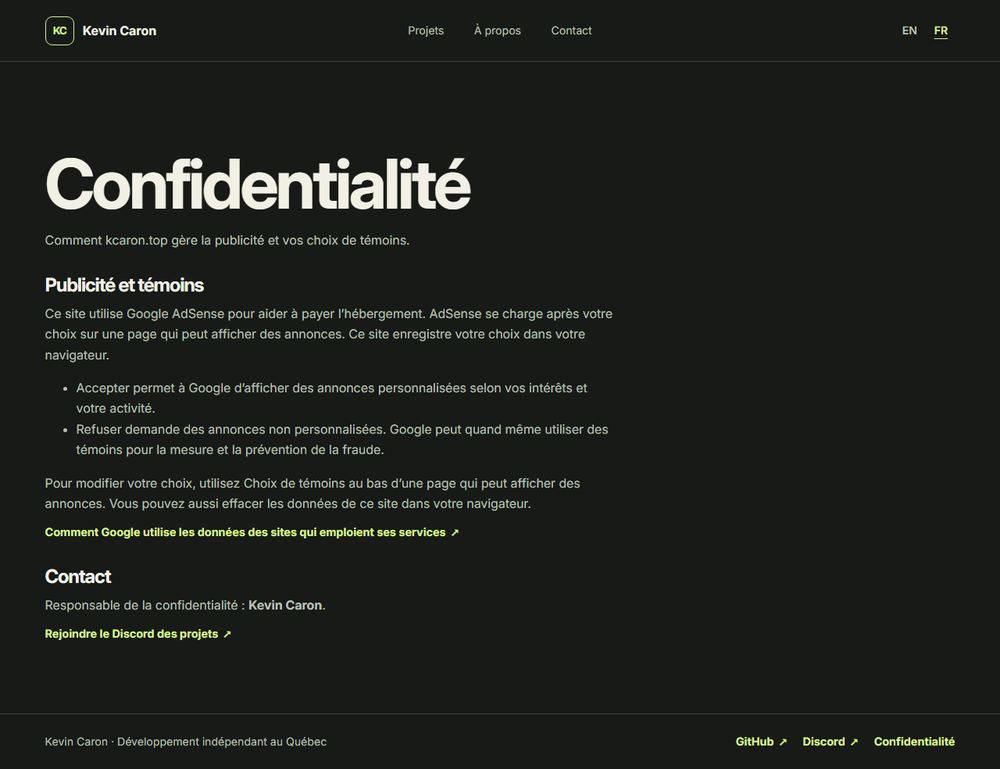 KC Kevin Caron
Projets
À propos
Contact
EN
FR
Confidentialité
Comment kcaron.top gère la publicité et vos choix de témoins.
Publicité et témoins
Ce site utilise Google AdSense pour aider à payer l’hébergement. AdSense se charge après votre
choix sur une page qui peut afficher des annonces. Ce site enregistre votre choix dans votre
navigateur.
• Accepter permet à Google d’afficher des annonces personnalisées selon vos intérêts et
votre activité.
• Refuser demande des annonces non personnalisées. Google peut quand même utiliser des
témoins pour la mesure et la prévention de la fraude.
Pour modifier votre choix, utilisez Choix de témoins au bas d’une page qui peut afficher des
annonces. Vous pouvez aussi effacer les données de ce site dans votre navigateur.
Comment Google utilise les données des sites qui emploient ses services ↗
Contact
Responsable de la confidentialité : Kevin Caron.
Rejoindre le Discord des projets ↗
Kevin Caron · Développement indépendant au Québec
GitHub ↗
Discord ↗
Confidentialité